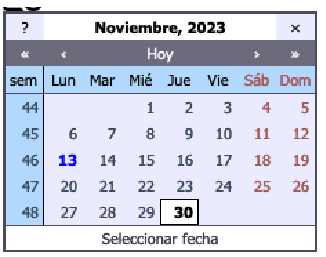 ? Noviembre, 2023 ×
« ‹ Hoy › »
sem Lun Mar Mié Jue Vie Sáb Dom
44 1 2 3 4 5
45 6 7 8 9 10 11 12
46 13 14 15 16 17 18 19
47 20 21 22 23 24 25 26
48 27 28 29 30
Seleccionar fecha